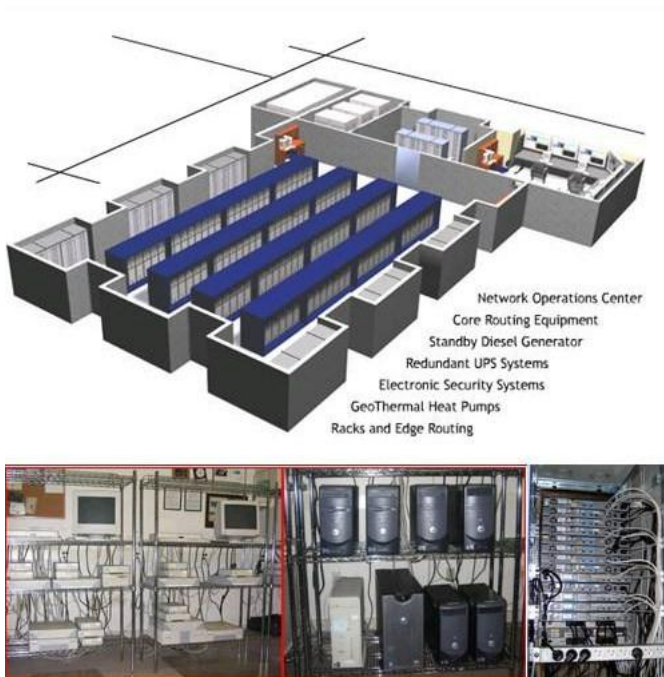 Network Operations Center
Core Routing Equipment
Standby Diesel Generator
Redundant UPS Systems
Electronic Security Systems
GeoThermal Heat Pumps
Racks and Edge Routing